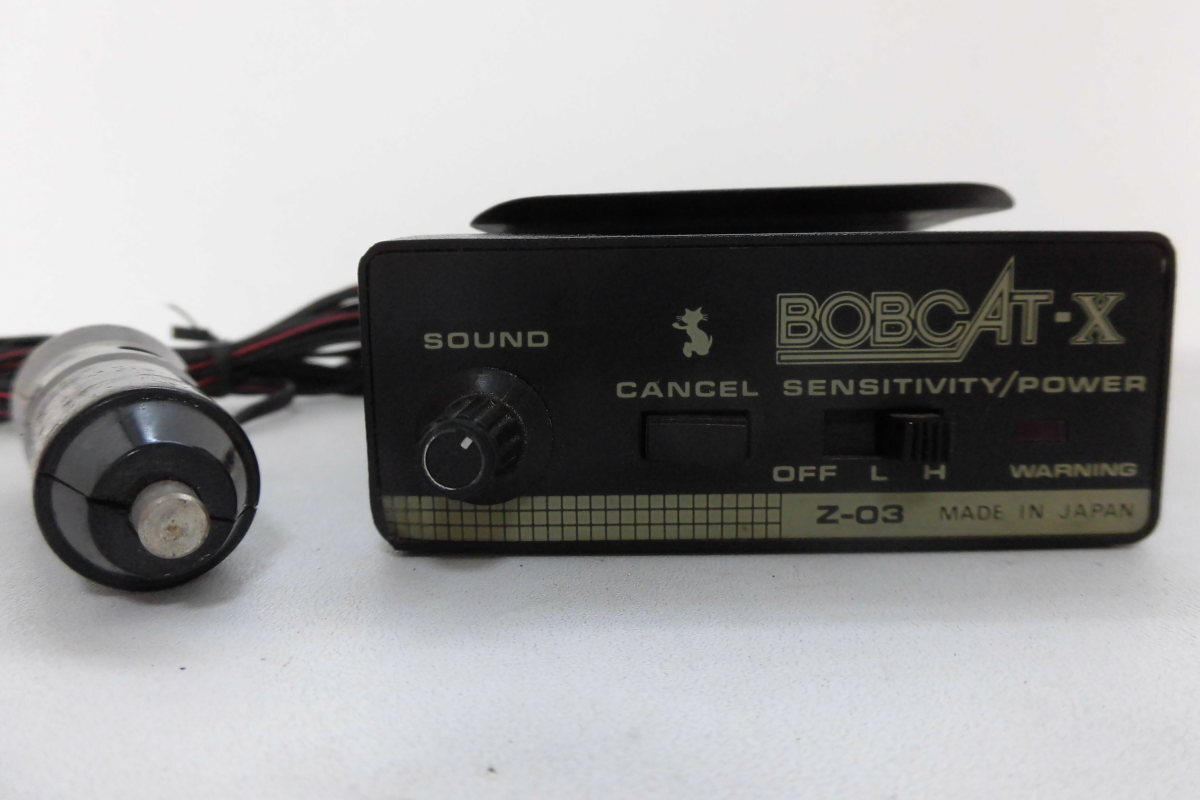 SOUND
BOBCAT-X
CANCEL SENSITIVITY/POWER
OFF L H WARNING
Z-03 MADE IN JAPAN